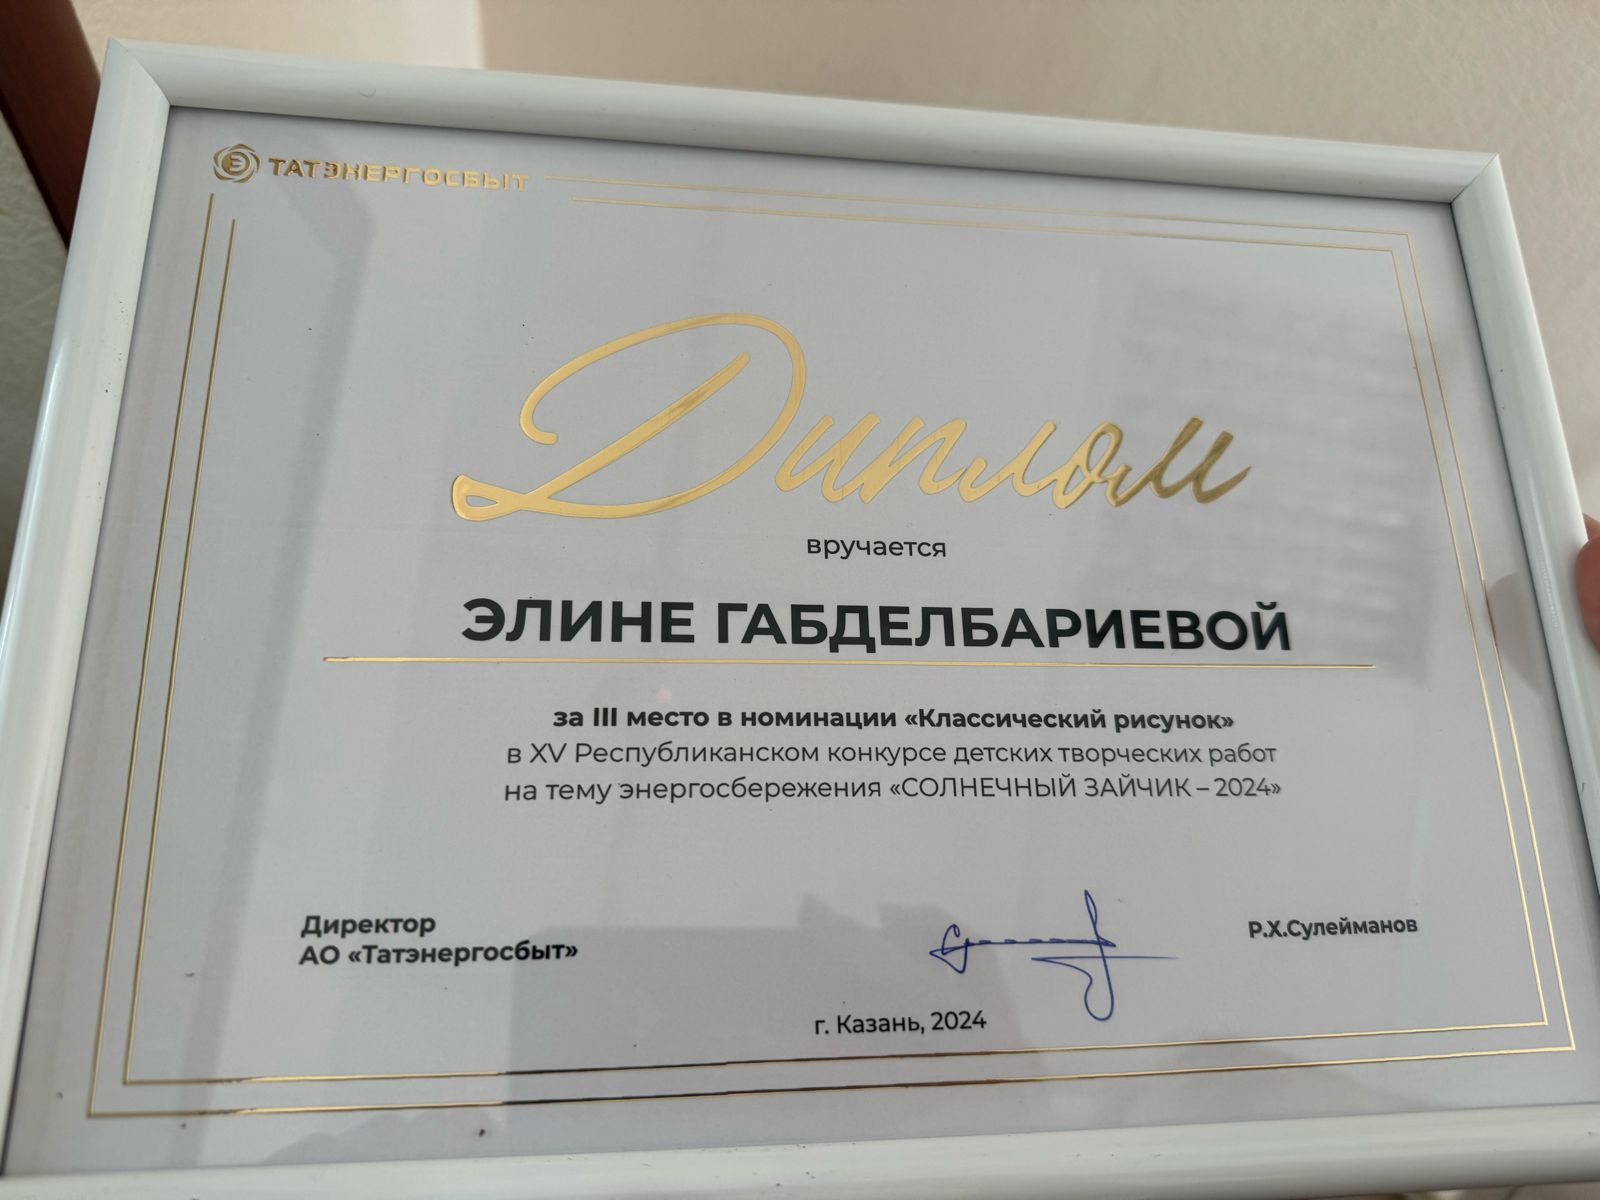 ТАТЭНЕРГОСБЫТ
Диплом
вручается
ЭЛИНЕ ГАБДЕЛБАРИЕВОЙ
за III место в номинации «Классический рисунок»
в XV Республиканском конкурсе детских творческих работ
на тему энергосбережения «СОЛНЕЧНЫЙ ЗАЙЧИК – 2024»
Директор
АО «Татэнергосбыт»
Р.Х.Сулейманов
г. Казань, 2024